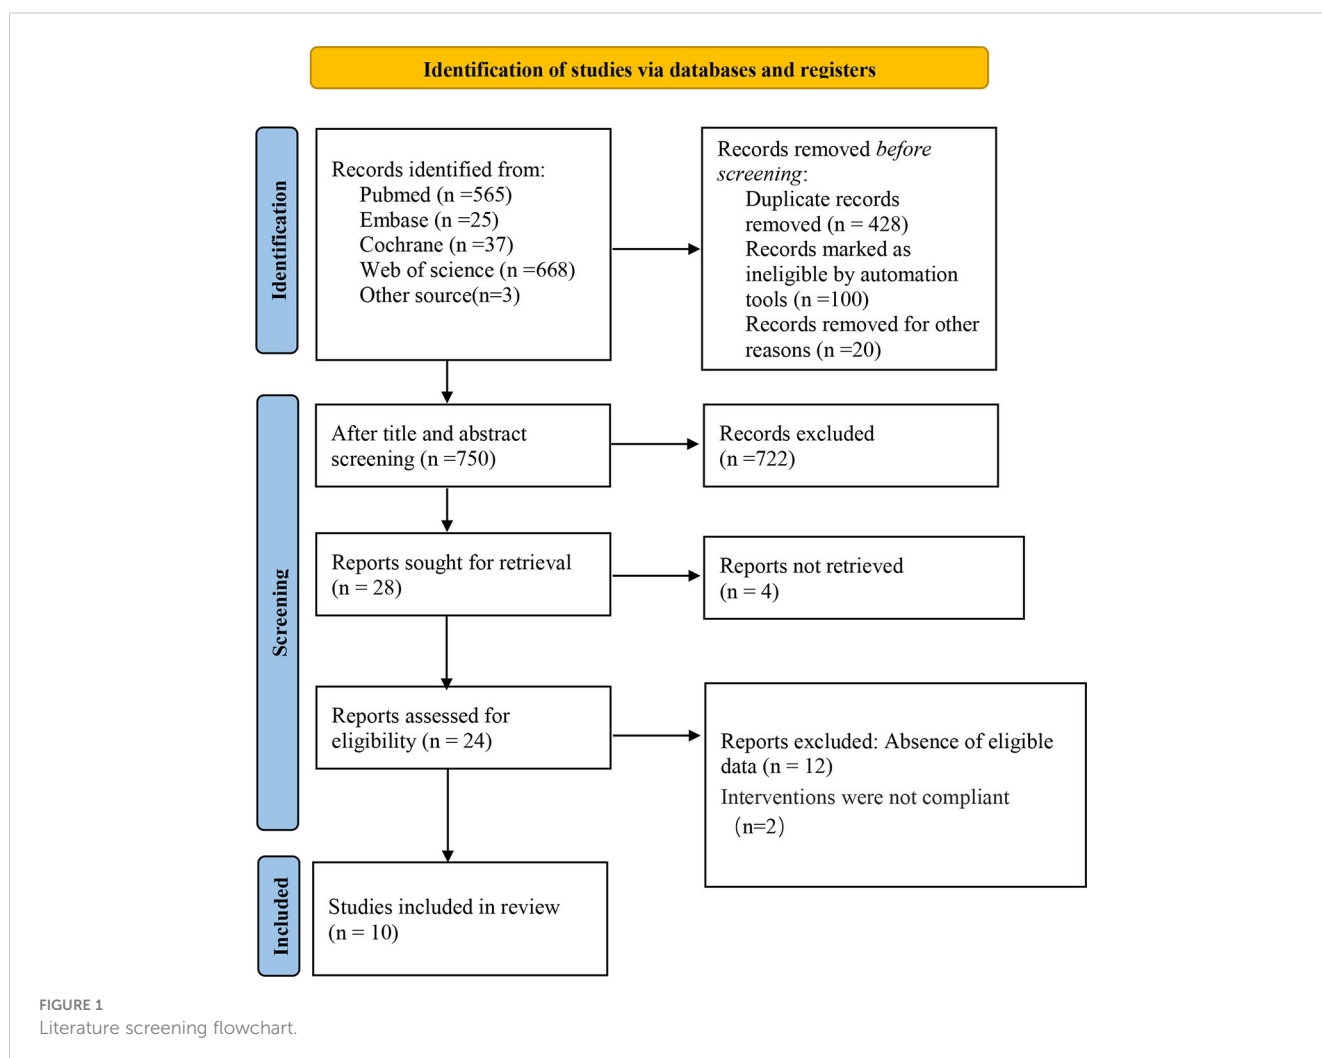 Identification of studies via databases and registers
Identification
Records identified from:
Pubmed (n =565)
Embase (n =25)
Cochrane (n =37)
Web of science (n =668)
Other source(n=3)
Records removed before
screening:
Duplicate records
removed (n = 428)
Records marked as
ineligible by automation
tools (n =100)
Records removed for other
reasons (n =20)
Screening
After title and abstract
screening (n =750)
Records excluded
(n =722)
Reports sought for retrieval
(n = 28)
Reports not retrieved
(n = 4)
Reports assessed for
eligibility (n = 24)
Reports excluded: Absence of eligible
data (n = 12)
Interventions were not compliant
（n=2）
Included
Studies included in review
(n = 10)
FIGURE 1
Literature screening flowchart.